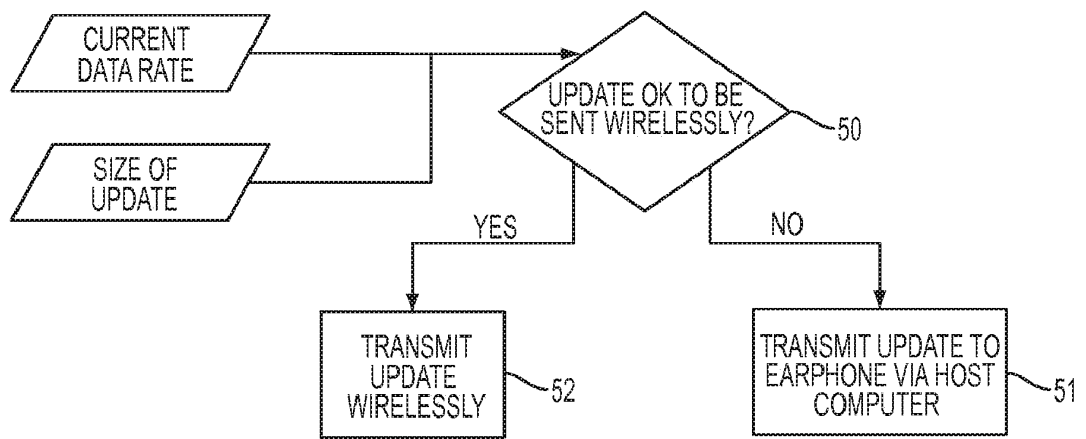 CURRENT
DATA RATE
UPDATE OK TO BE
SENT WIRELESSLY?
50
SIZE OF
UPDATE
YES
NO
TRANSMIT
UPDATE
WIRELESSLY
52
TRANSMIT UPDATE TO
EARPHONE VIA HOST
COMPUTER
51